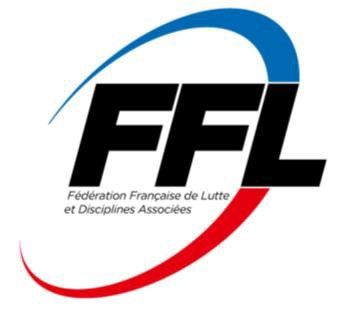 FFL
Fédération Française de Lutte
et Disciplines Associées